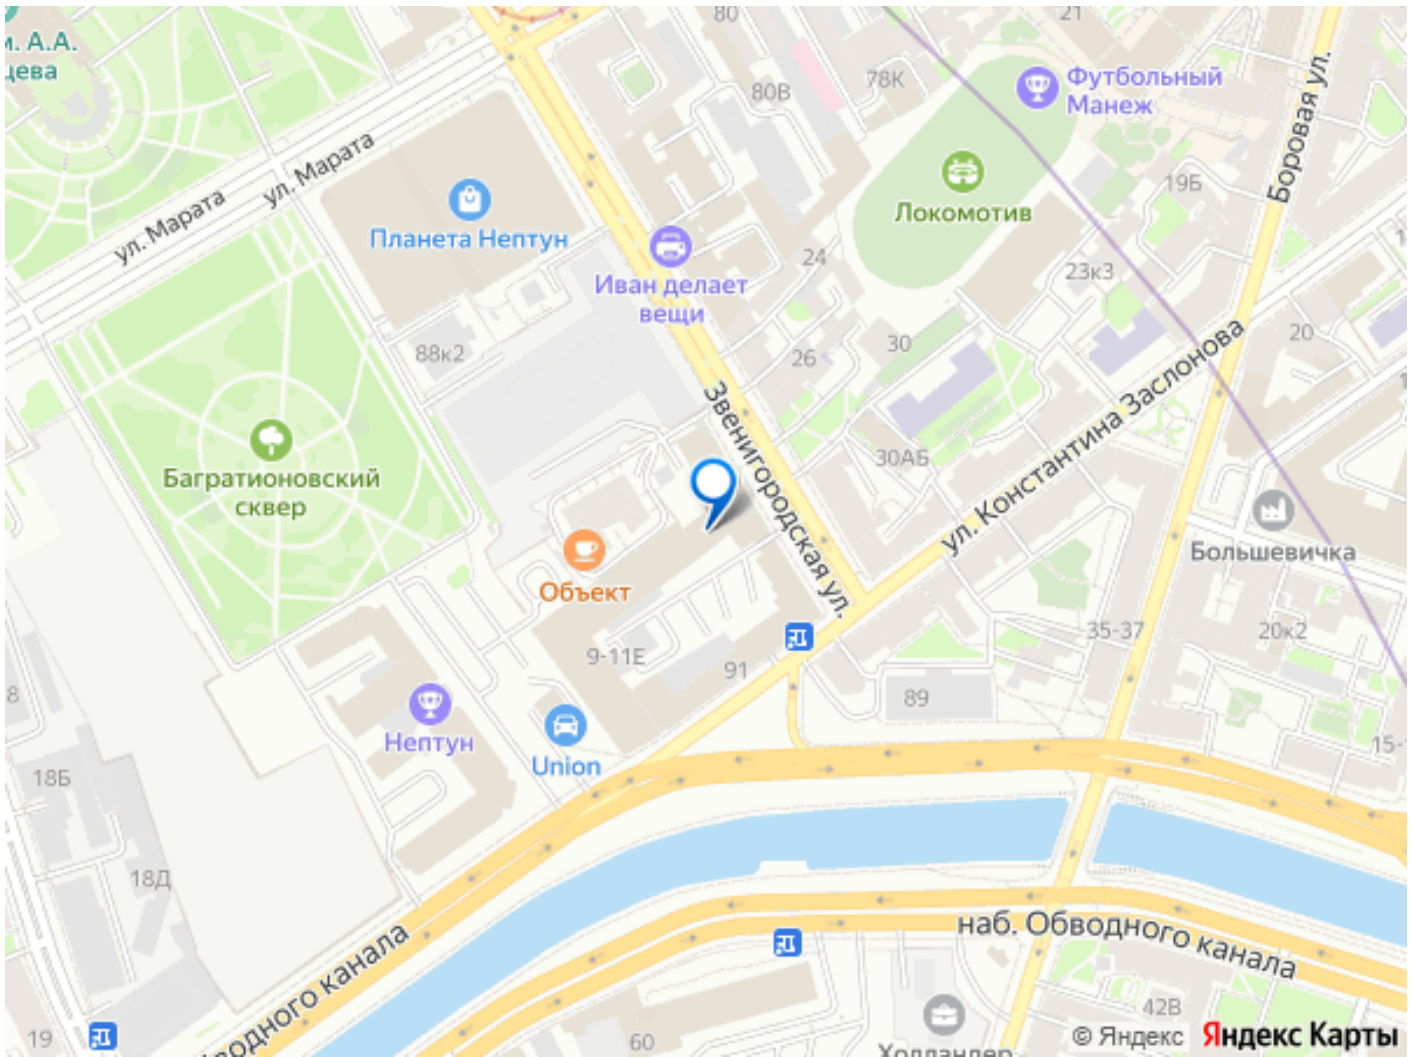 80
21
м. А.А.
цева
Футбольный
Манеж
78К
80В
Боровая ул.
ул. Марата
ул. Марата
19Б
Локомотив
Планета Нептун
24
Иван делает
вещи
23к3
20
88к2
26
30
Звенигородская ул.
ул. Константина Заслонова
30АБ
Багратионовский
сквер
Большевичка
Объект
9-11Е
91
35-37
20к2
89
8
Нептун
Union
15-
18Б
18Д
наб. Обводного канала
водного канала
42В
19
60
Холландер
© Яндекс Яндекс Карты